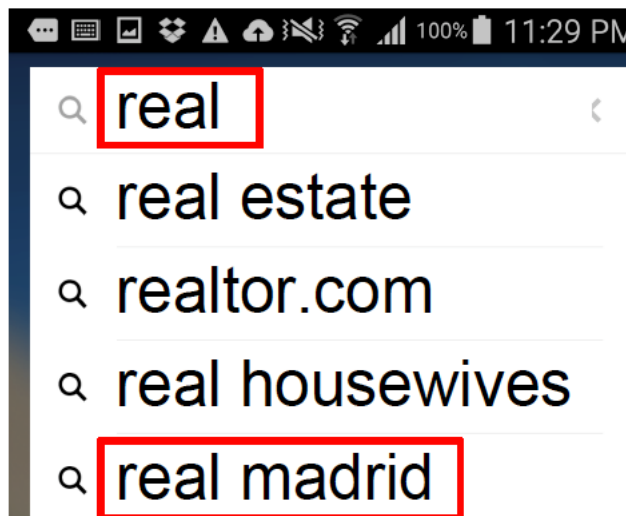 100% 11:29 PM
real
real estate
realtor.com
real housewives
real madrid